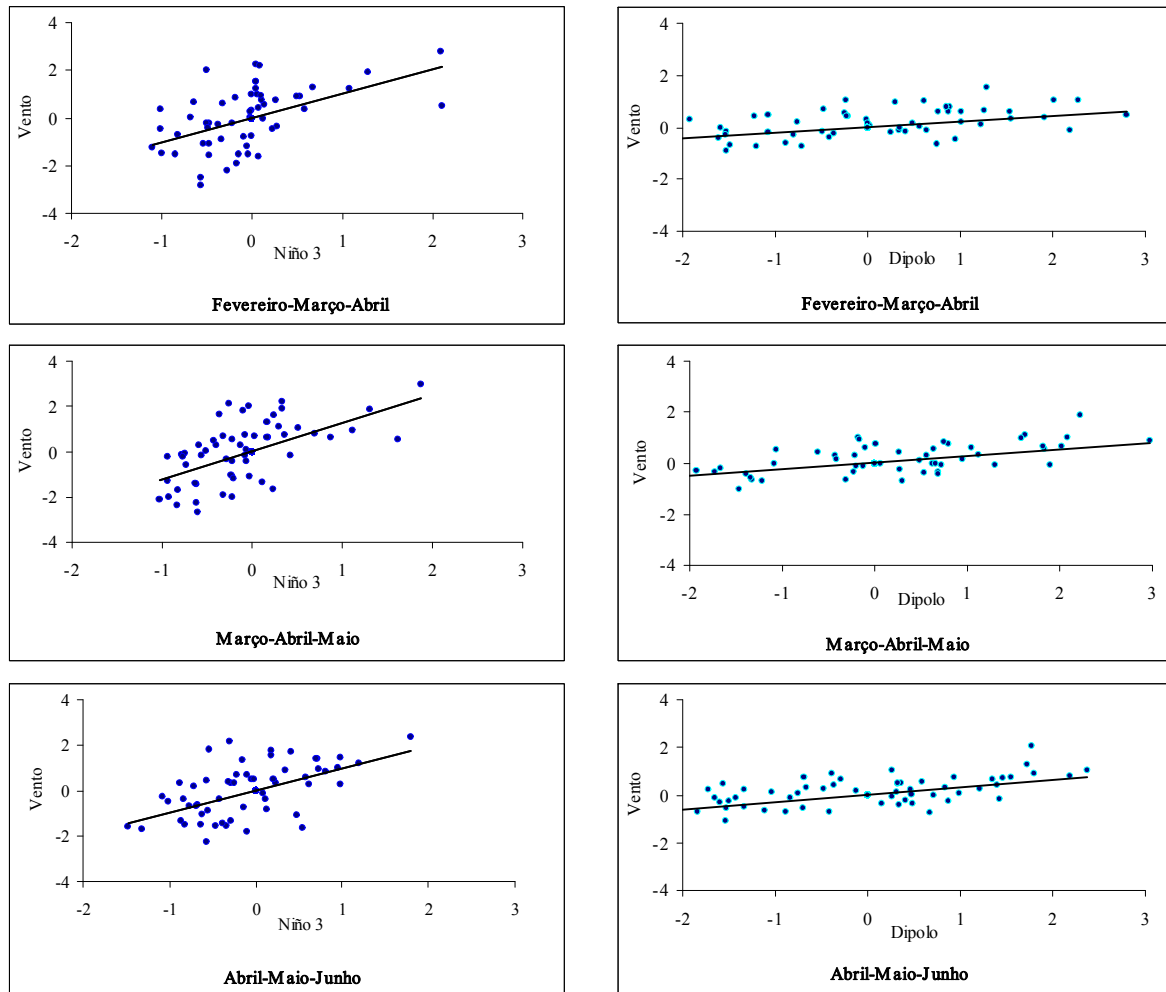 4
2
0
-2
-4
Vento
-2 -1 0 1 2 3
Niño 3
Fevereiro-Março-Abril
4
2
0
-2
-4
Vento
-2 -1 0 1 2 3
Dipolo
Fevereiro-Março-Abril
4
2
0
-2
-4
Vento
-2 -1 0 1 2 3
Niño 3
Março-Abril-Maio
4
2
0
-2
-4
Vento
-2 -1 0 1 2 3
Dipolo
Março-Abril-Maio
4
2
0
-2
-4
Vento
-2 -1 0 1 2 3
Niño 3
Abril-Maio-Junho
4
2
0
-2
-4
Vento
-2 -1 0 1 2 3
Dipolo
Abril-Maio-Junho